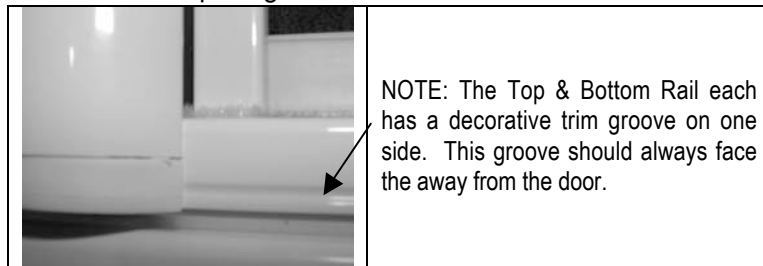 NOTE: The Top & Bottom Rail each
has a decorative trim groove on one
side. This groove should always face
the away from the door.